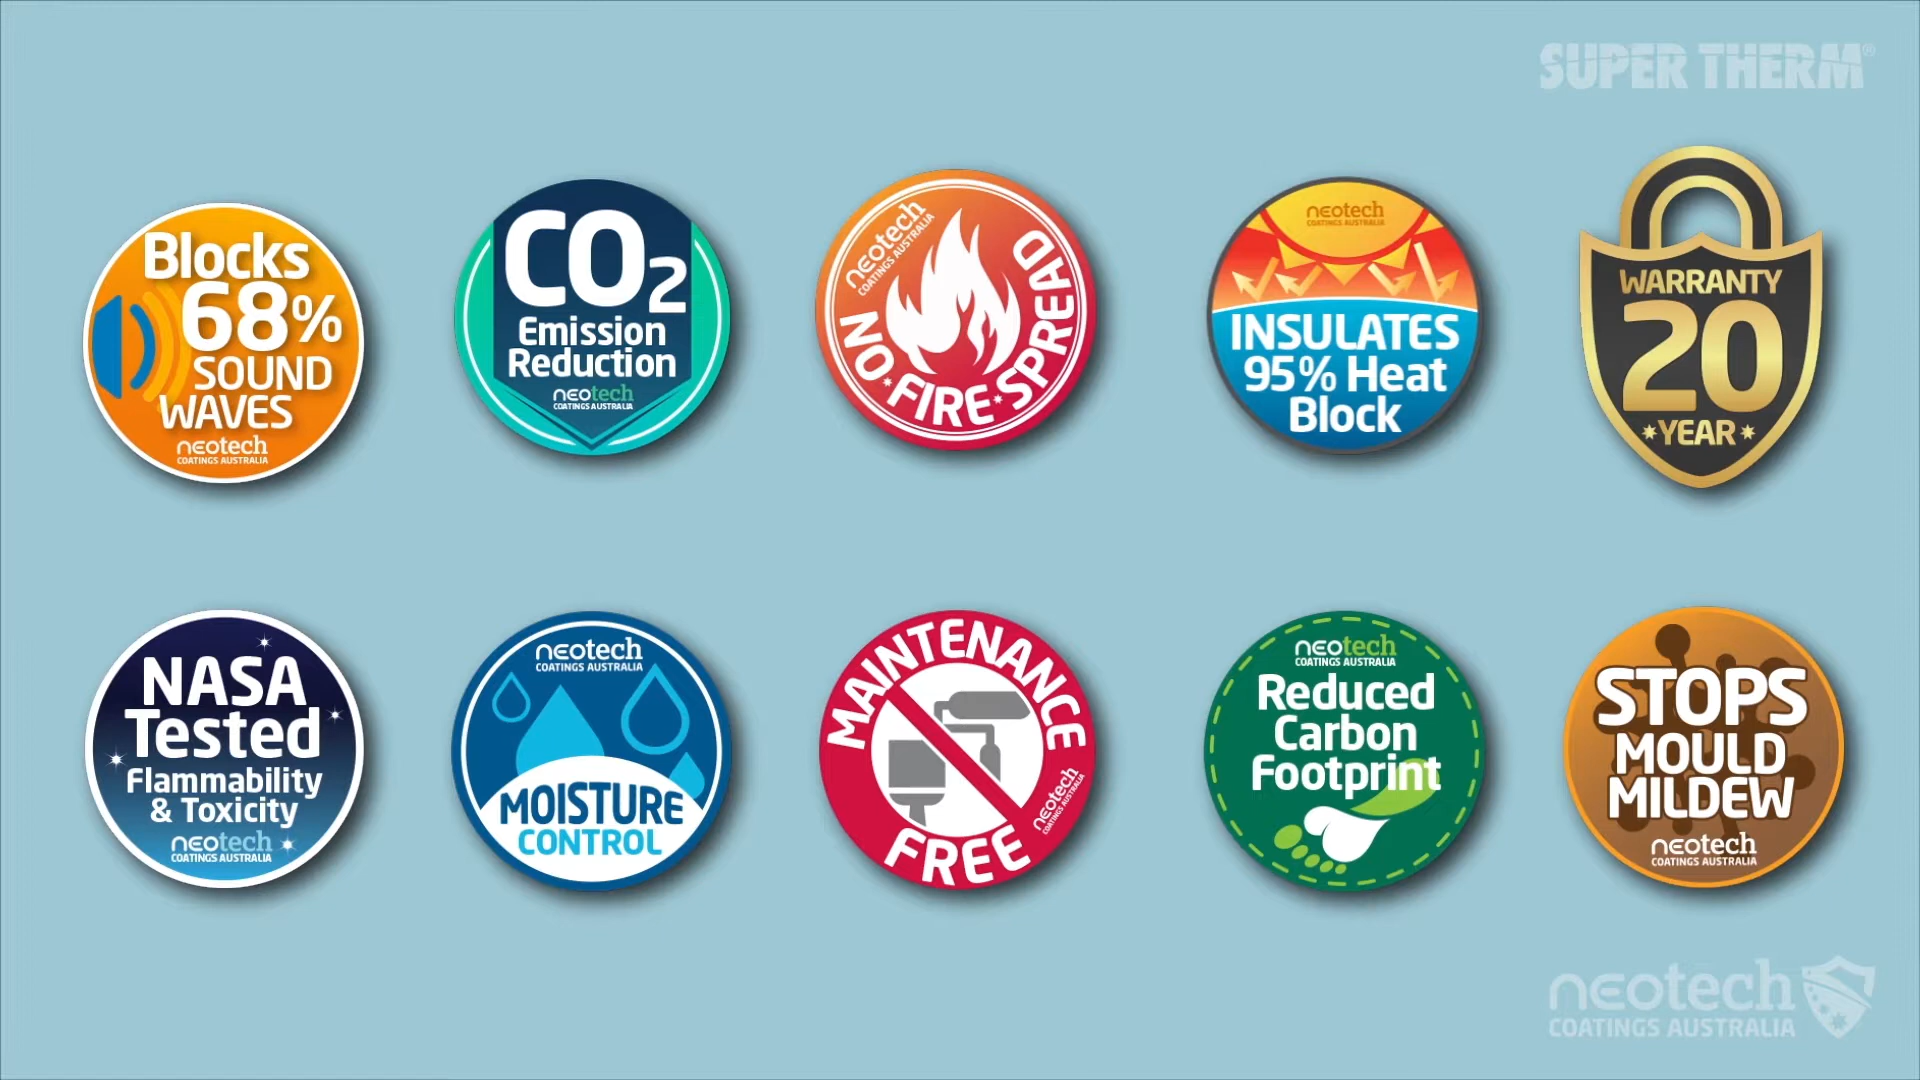 SUPER THERM®
Blocks
68%
SOUND
WAVES
neotech
COATINGS AUSTRALIA
CO2
Emission
Reduction
neotech
COATINGS AUSTRALIA
neotech
COATINGS AUSTRALIA
NO * FIRE * SPREAD
neotech
COATINGS AUSTRALIA
INSULATES
95% Heat
Block
WARRANTY
20
* YEAR *
NASA
Tested
Flammability
& Toxicity
neotech
COATINGS AUSTRALIA
neotech
COATINGS AUSTRALIA
MOISTURE
CONTROL
MAINTENANCE
FREE
neotech
COATINGS AUSTRALIA
neotech
COATINGS AUSTRALIA
Reduced
Carbon
Footprint
STOPS
MOULD
MILDEW
neotech
COATINGS AUSTRALIA
neotech
COATINGS AUSTRALIA